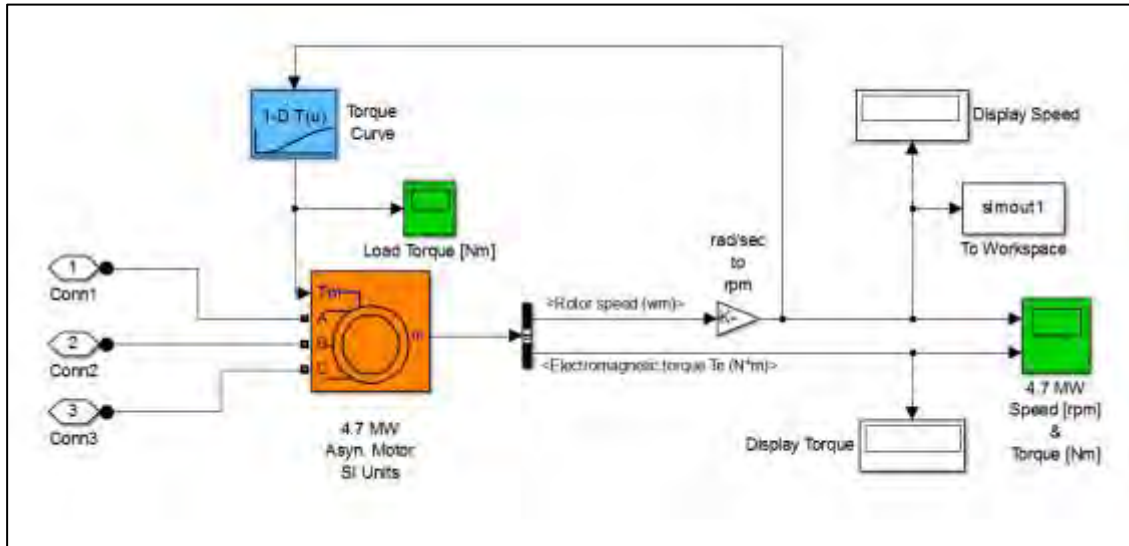 1-D T(u)
Torque
Curve
Display Speed
simout1
To Workspace
Load Torque [Nm]
rad/sec
to
rpm
1
Conn1
2
Conn2
3
Conn3
Tm
A
B
C
m
<Rotor speed (wm)>
K-
<Electromagnetic torque Te (N*m)>
4.7 MW
Asyn. Motor
SI Units
Display Torque
4.7 MW
Speed [rpm]
&
Torque [Nm]